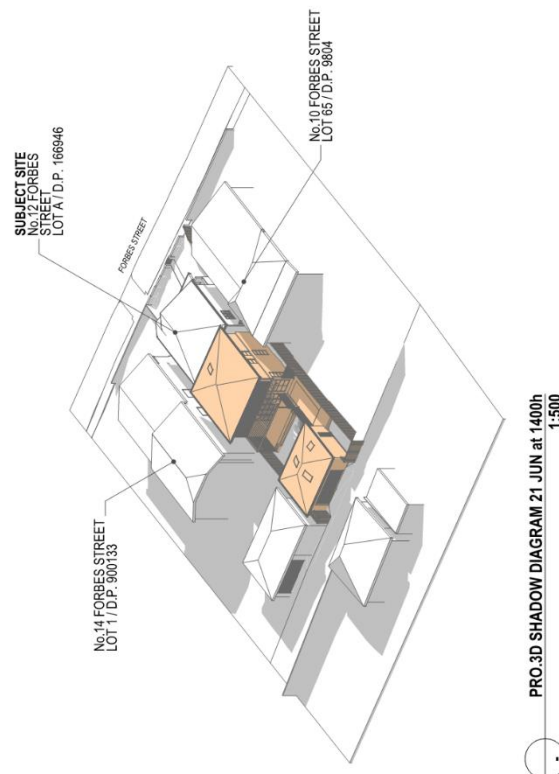 SUBJECT SITE
No.12 FORBES
STREET
LOT A / D.P. 166946
FORBES STREET
No.10 FORBES STREET
LOT 65 / D.P. 9804
No.14 FORBES STREET
LOT 1 / D.P. 900133
PRO.3D SHADOW DIAGRAM 21 JUN at 1400h
1:500
-